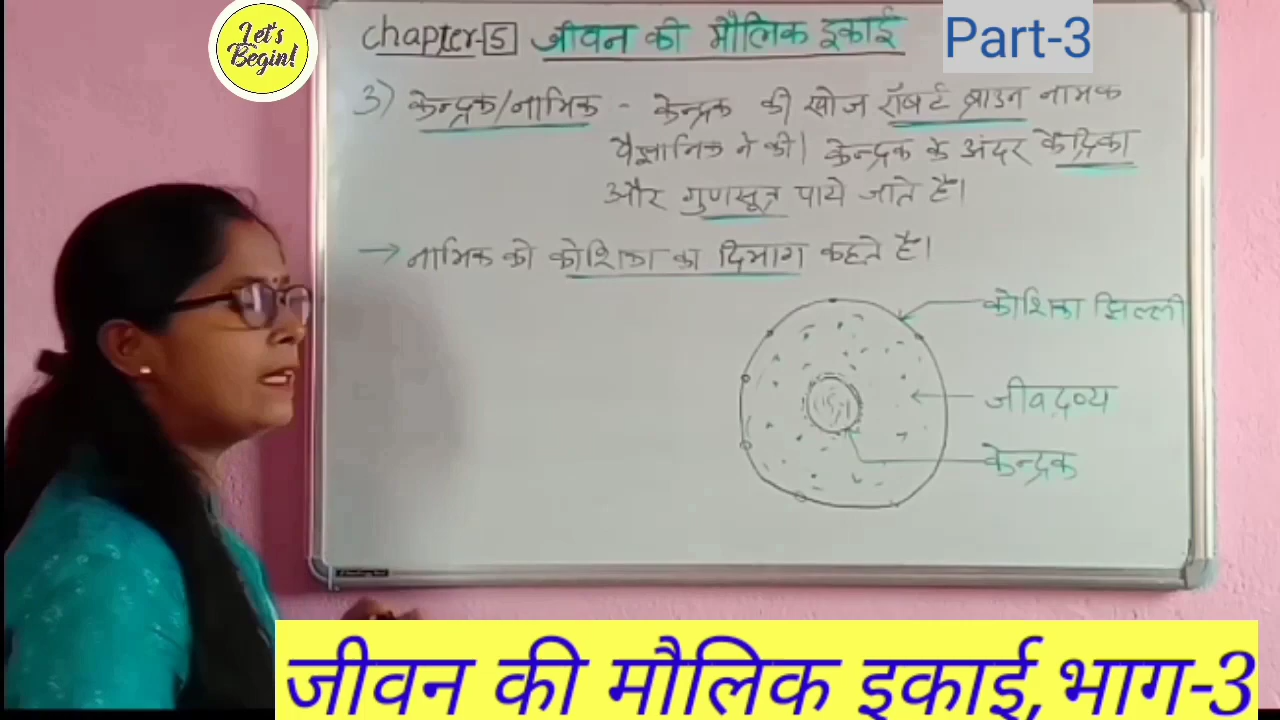 Let's
Begin!
Chapter-5 जीवन की मौलिक इकाई
Part-3
3) केन्द्रक/नाभिक - केन्द्रक की खोज रॉबर्ट ब्राउन नामक
वैज्ञानिक ने की। केन्द्रक के अंदर केंद्रिका
और गुणसूत्र पाये जाते है।
→ नाभिक को कोशिका का दिमाग कहते है।
कोशिका झिल्ली
जीवद्रव्य
केन्द्रक
जीवन की मौलिक इकाई, भाग-3